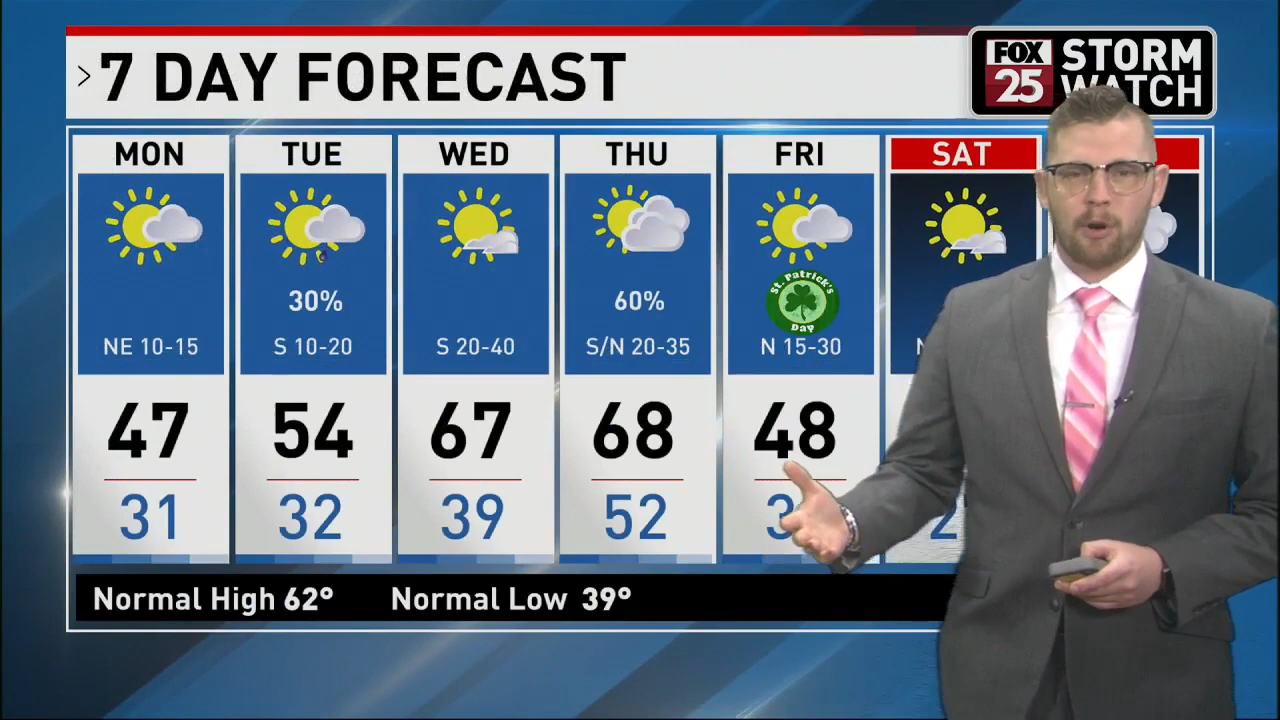 > 7 DAY FORECAST
FOX 25 STORM WATCH
MON TUE WED THU FRI SAT
St. Patrick's Day
30% 60%
NE 10-15 S 10-20 S 20-40 S/N 20-35 N 15-30
47 54 67 68 48
31 32 39 52
Normal High 62° Normal Low 39°